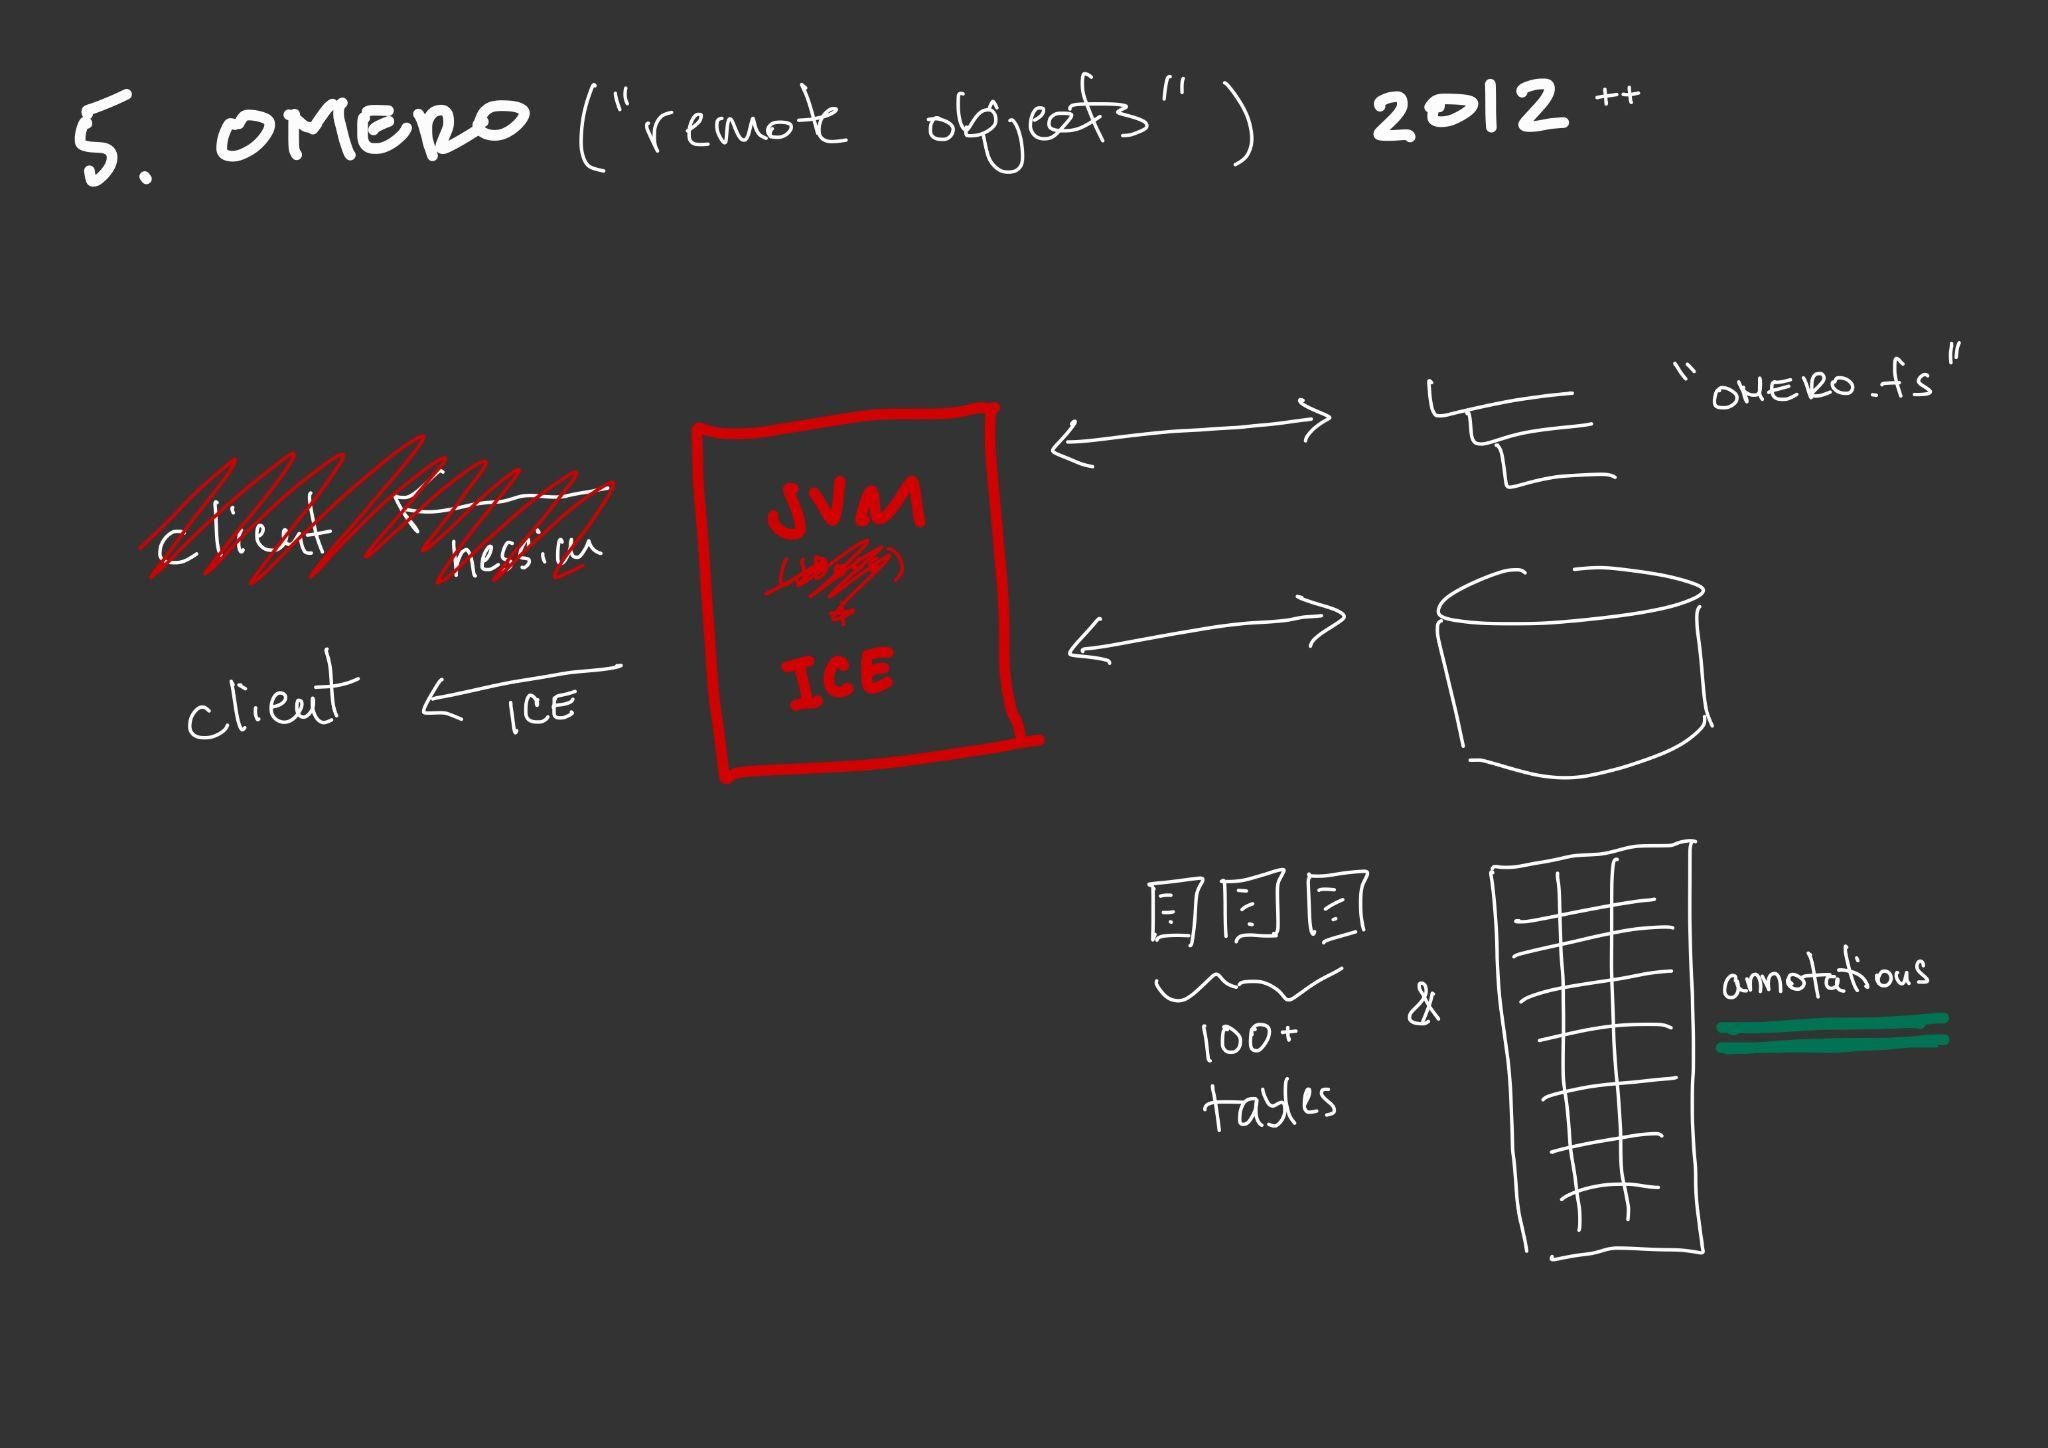 5. OMERO ("remote objects") 2012 ++
"OMERO.fs"
client
hessian
JVM
+
ICE
client
ICE
annotations
&
100+
tables